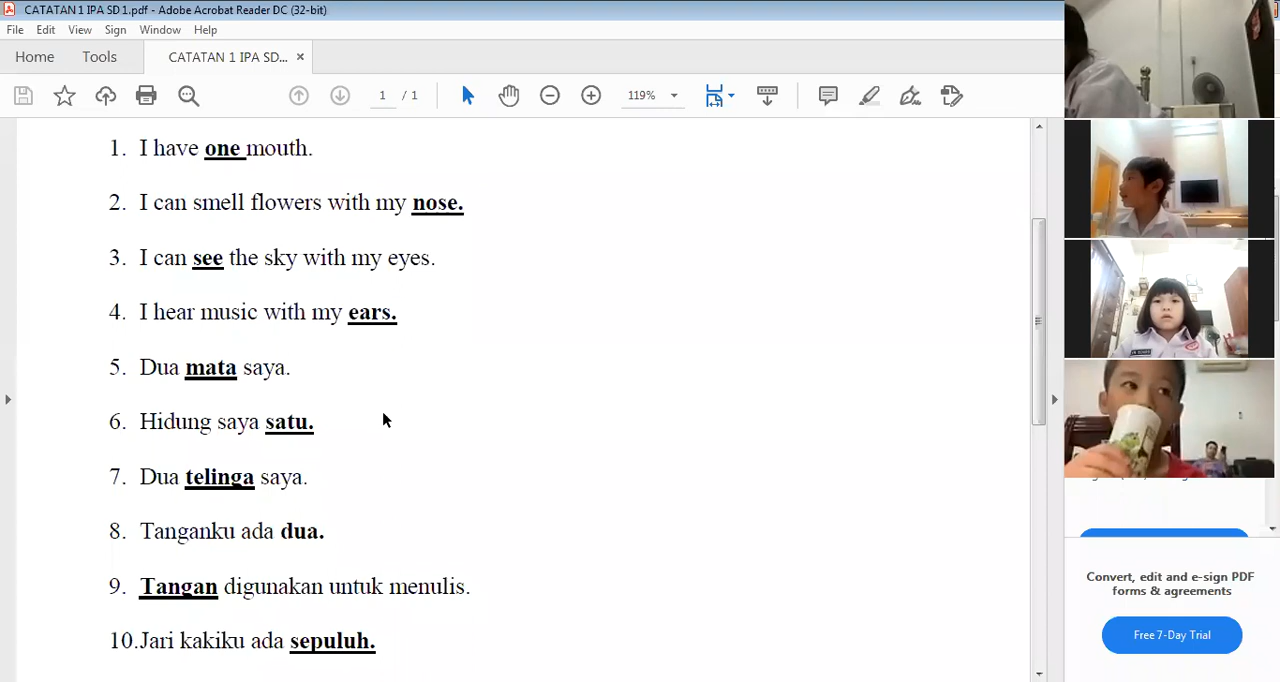 CATATAN 1 IPA SD 1.pdf - Adobe Acrobat Reader DC (32-bit)
File Edit View Sign Window Help
Home Tools CATATAN 1 IPA SD... ×
1 / 1 119%
1. I have one mouth.
2. I can smell flowers with my nose.
3. I can see the sky with my eyes.
4. I hear music with my ears.
5. Dua mata saya.
6. Hidung saya satu.
7. Dua telinga saya.
8. Tanganku ada dua.
9. Tangan digunakan untuk menulis.
10.Jari kakiku ada sepuluh.
Convert, edit and e-sign PDF
forms & agreements
Free 7-Day Trial